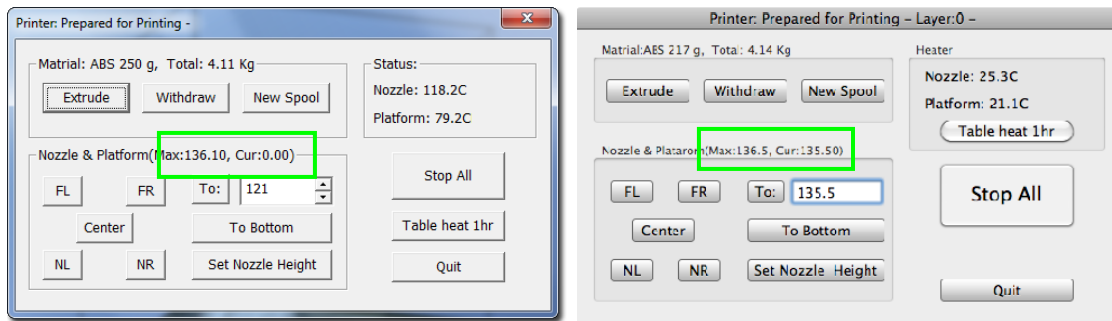 Printer: Prepared for Printing -
Matrial: ABS 250 g, Total: 4.11 Kg
Extrude Withdraw New Spool
Status:
Nozzle: 118.2C
Platform: 79.2C
Nozzle & Platform(Max:136.10, Cur:0.00)
FL FR To: 121
Center To Bottom
NL NR Set Nozzle Height
Stop All
Table heat 1hr
Quit
Printer: Prepared for Printing – Layer:0 –
Matrial:ABS 217 g, Total: 4.14 Kg
Extrude Withdraw New Spool
Heater
Nozzle: 25.3C
Platform: 21.1C
Table heat 1hr
Nozzle & Platarom(Max:136.5, Cur:135.50)
FL FR To: 135.5
Center To Bottom
NL NR Set Nozzle Height
Stop All
Quit